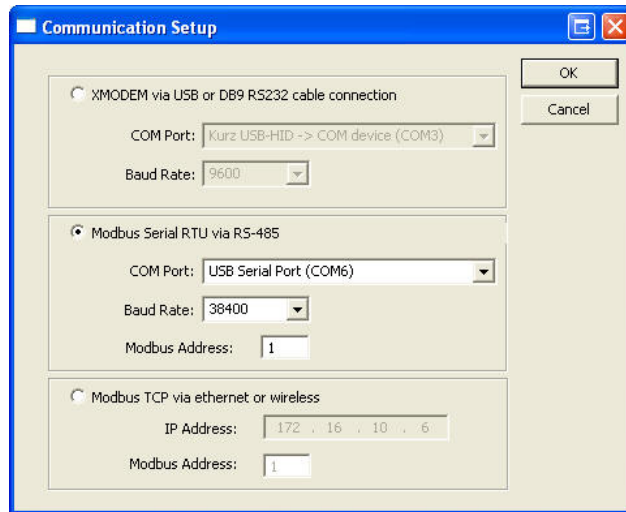 Communication Setup
OK
Cancel
XMODEM via USB or DB9 RS232 cable connection
COM Port: Kurz USB-HID -> COM device (COM3)
Baud Rate: 9600
Modbus Serial RTU via RS-485
COM Port: USB Serial Port (COM6)
Baud Rate: 38400
Modbus Address: 1
Modbus TCP via ethernet or wireless
IP Address: 172 . 16 . 10 . 6
Modbus Address: 1